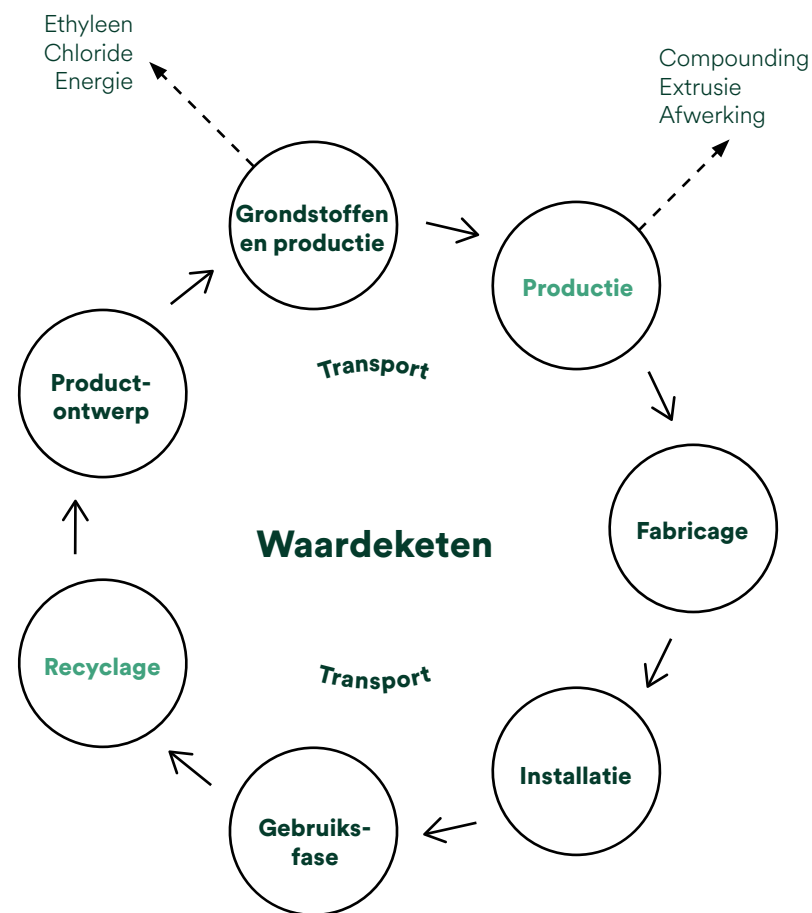 Ethyleen
Chloride
Energie
Compounding
Extrusie
Afwerking
Grondstoffen
en productie
Productie
Transport
Product-
ontwerp
Waardeketen
Fabricage
Recyclage
Transport
Installatie
Gebruiks-
fase